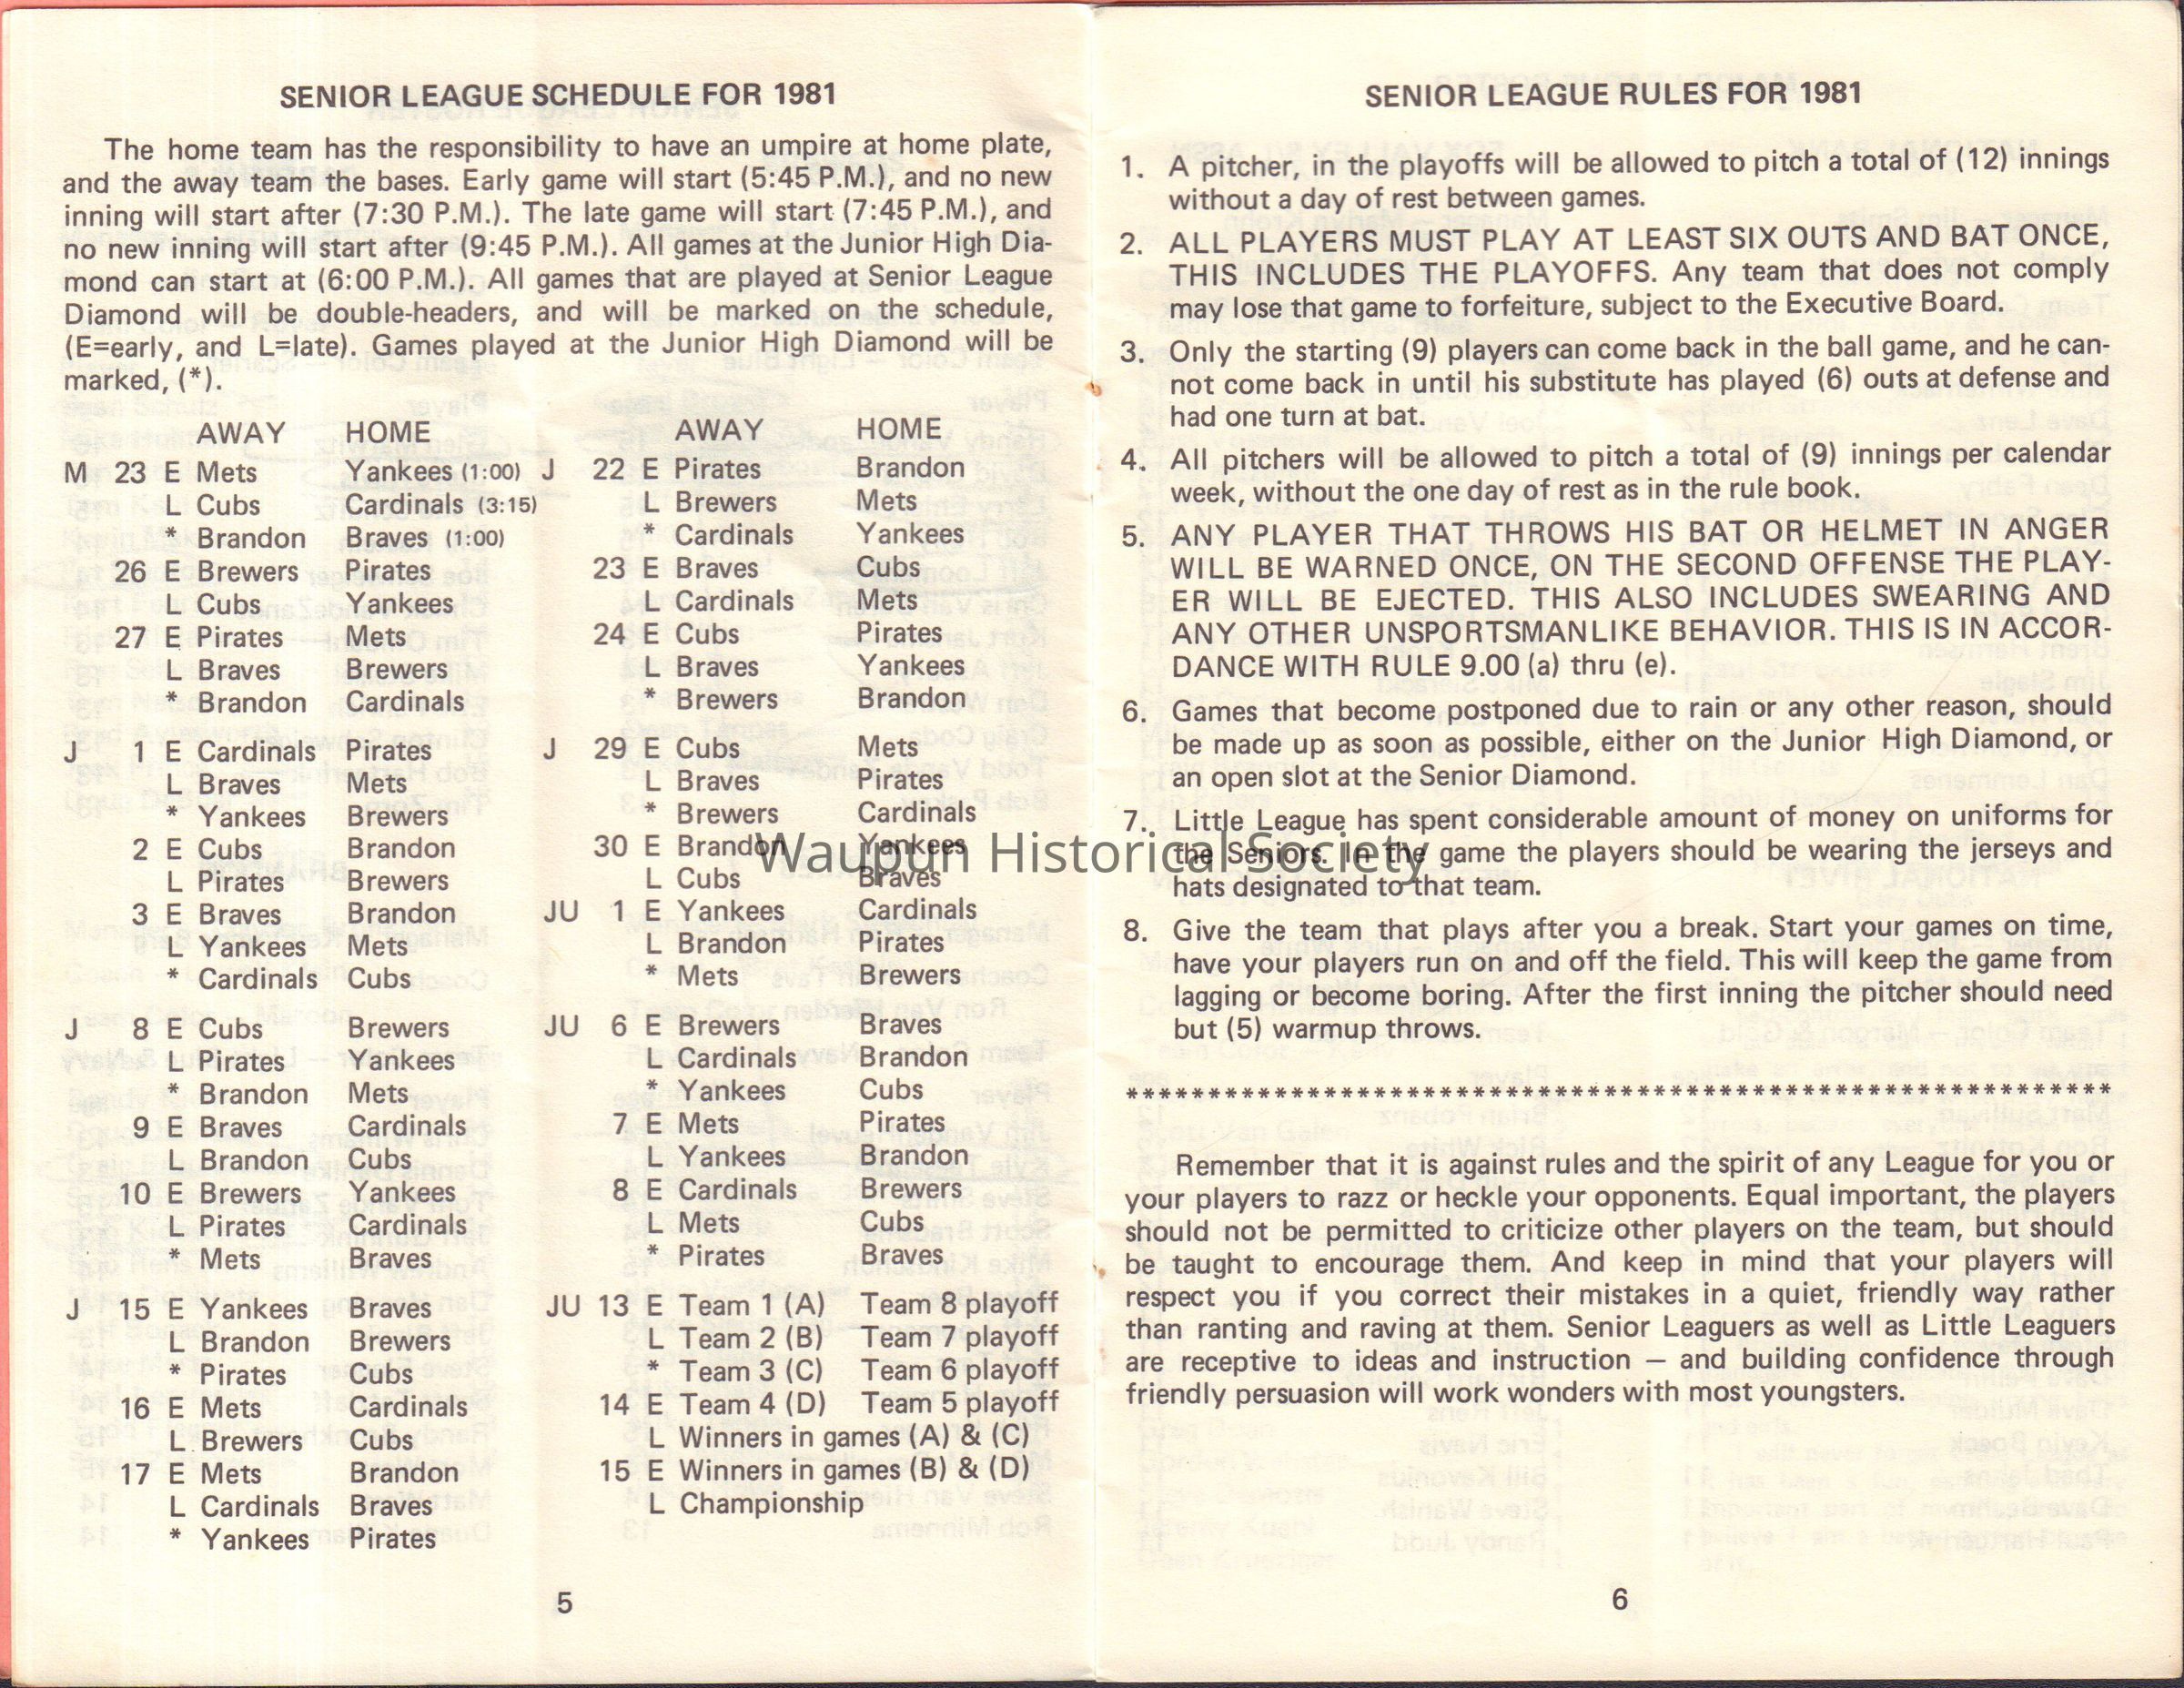 SENIOR LEAGUE SCHEDULE FOR 1981
The home team has the responsibility to have an umpire at home plate,
and the away team the bases. Early game will start (5:45 P.M.), and no new
inning will start after (7:30 P.M.). The late game will start (7:45 P.M.), and
no new inning will start after (9:45 P.M.). All games at the Junior High Dia-
mond can start at (6:00 P.M.). All games that are played at Senior League
Diamond will be double-headers, and will be marked on the schedule,
(E=early, and L=late). Games played at the Junior High Diamond will be
marked, (*).
AWAY HOME
M 23 E Mets Yankees (1:00)
L Cubs Cardinals (3:15)
* Brandon Braves (1:00)
26 E Brewers Pirates
L Cubs Yankees
27 E Pirates Mets
L Braves Brewers
* Brandon Cardinals
J 1 E Cardinals Pirates
L Braves Mets
* Yankees Brewers
2 E Cubs Brandon
L Pirates Brewers
3 E Braves Brandon
L Yankees Mets
* Cardinals Cubs
J 8 E Cubs Brewers
L Pirates Yankees
* Brandon Mets
9 E Braves Cardinals
L Brandon Cubs
10 E Brewers Yankees
L Pirates Cardinals
* Mets Braves
J 15 E Yankees Braves
L Brandon Brewers
* Pirates Cubs
16 E Mets Cardinals
L Brewers Cubs
17 E Mets Brandon
L Cardinals Braves
* Yankees Pirates
AWAY HOME
J 22 E Pirates Brandon
L Brewers Mets
* Cardinals Yankees
23 E Braves Cubs
L Cardinals Mets
24 E Cubs Pirates
L Braves Yankees
* Brewers Brandon
J 29 E Cubs Mets
L Braves Pirates
* Brewers Cardinals
30 E Brandon Yankees
L Cubs Braves
JU 1 E Yankees Cardinals
L Brandon Pirates
* Mets Brewers
JU 6 E Brewers Braves
L Cardinals Brandon
* Yankees Cubs
7 E Mets Pirates
L Yankees Brandon
8 E Cardinals Brewers
L Mets Cubs
* Pirates Braves
JU 13 E Team 1 (A) Team 8 playoff
L Team 2 (B) Team 7 playoff
* Team 3 (C) Team 6 playoff
14 E Team 4 (D) Team 5 playoff
L Winners in games (A) & (C)
15 E Winners in games (B) & (D)
L Championship
5
SENIOR LEAGUE RULES FOR 1981
1. A pitcher, in the playoffs will be allowed to pitch a total of (12) innings
without a day of rest between games.
2. ALL PLAYERS MUST PLAY AT LEAST SIX OUTS AND BAT ONCE,
THIS INCLUDES THE PLAYOFFS. Any team that does not comply
may lose that game to forfeiture, subject to the Executive Board.
3. Only the starting (9) players can come back in the ball game, and he can-
not come back in until his substitute has played (6) outs at defense and
had one turn at bat.
4. All pitchers will be allowed to pitch a total of (9) innings per calendar
week, without the one day of rest as in the rule book.
5. ANY PLAYER THAT THROWS HIS BAT OR HELMET IN ANGER
WILL BE WARNED ONCE, ON THE SECOND OFFENSE THE PLAY-
ER WILL BE EJECTED. THIS ALSO INCLUDES SWEARING AND
ANY OTHER UNSPORTSMANLIKE BEHAVIOR. THIS IS IN ACCOR-
DANCE WITH RULE 9.00 (a) thru (e).
6. Games that become postponed due to rain or any other reason, should
be made up as soon as possible, either on the Junior High Diamond, or
an open slot at the Senior Diamond.
7. Little League has spent considerable amount of money on uniforms for
the Seniors. In the game the players should be wearing the jerseys and
hats designated to that team.
8. Give the team that plays after you a break. Start your games on time,
have your players run on and off the field. This will keep the game from
lagging or become boring. After the first inning the pitcher should need
but (5) warmup throws.
************************************************************
Remember that it is against rules and the spirit of any League for you or
your players to razz or heckle your opponents. Equal important, the players
should not be permitted to criticize other players on the team, but should
be taught to encourage them. And keep in mind that your players will
respect you if you correct their mistakes in a quiet, friendly way rather
than ranting and raving at them. Senior Leaguers as well as Little Leaguers
are receptive to ideas and instruction — and building confidence through
friendly persuasion will work wonders with most youngsters.
6
Waupun Historical Society